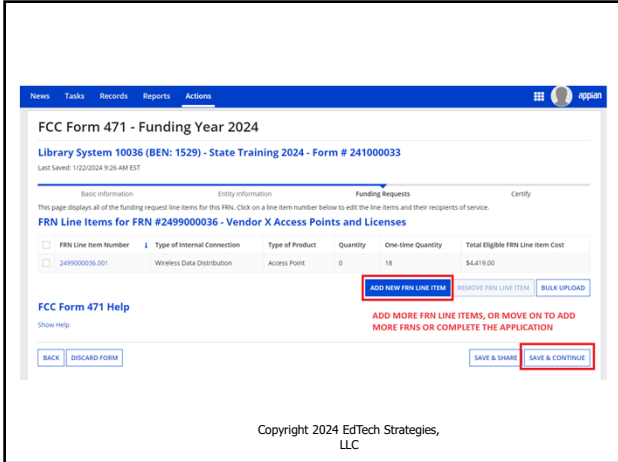 News Tasks Records Reports Actions appian
FCC Form 471 - Funding Year 2024
Library System 10036 (BEN: 1529) - State Training 2024 - Form # 241000033
Last Saved: 1/22/2024 9:26 AM EST
Basic Information Entity Information Funding Requests Certify
This page displays all of the funding request line items for this FRN. Click on a line item number below to edit the line items and their recipients of service.
FRN Line Items for FRN #2499000036 - Vendor X Access Points and Licenses
FRN Line Item Number Type of Internal Connection Type of Product Quantity One-time Quantity Total Eligible FRN Line Item Cost
2499000036.001 Wireless Data Distribution Access Point 0 18 $4,419.00
ADD NEW FRN LINE ITEM REMOVE FRN LINE ITEM BULK UPLOAD
FCC Form 471 Help
Show Help
ADD MORE FRN LINE ITEMS, OR MOVE ON TO ADD
MORE FRNS OR COMPLETE THE APPLICATION
BACK DISCARD FORM SAVE & SHARE SAVE & CONTINUE
Copyright 2024 EdTech Strategies,
LLC